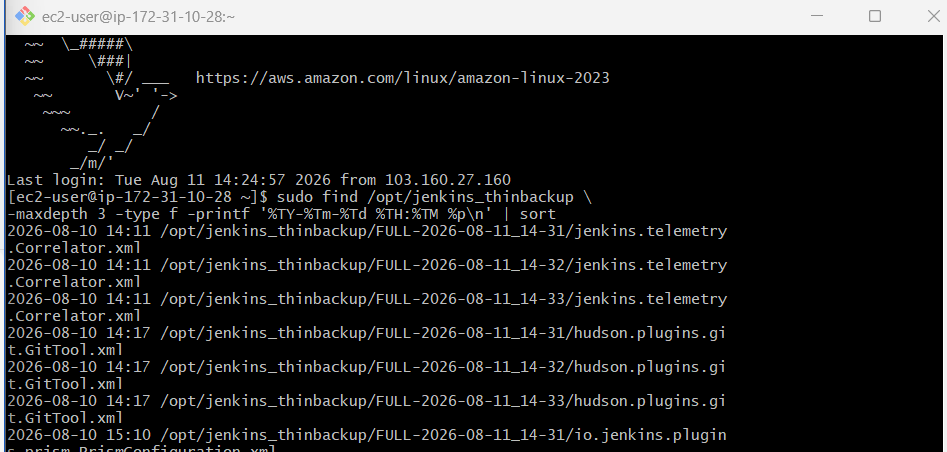 ec2-user@ip-172-31-10-28:~
~~  \_#####\
~~     \###|
~~       \#/ ___   https://aws.amazon.com/linux/amazon-linux-2023
~~       V~' '->
~~~         /
~~._.   _/
_/ _/
_/m/'
Last login: Tue Aug 11 14:24:57 2026 from 103.160.27.160
[ec2-user@ip-172-31-10-28 ~]$ sudo find /opt/jenkins_thinbackup \
-maxdepth 3 -type f -printf '%TY-%Tm-%Td %TH:%TM %p\n' | sort
2026-08-10 14:11 /opt/jenkins_thinbackup/FULL-2026-08-11_14-31/jenkins.telemetry
.Correlator.xml
2026-08-10 14:11 /opt/jenkins_thinbackup/FULL-2026-08-11_14-32/jenkins.telemetry
.Correlator.xml
2026-08-10 14:11 /opt/jenkins_thinbackup/FULL-2026-08-11_14-33/jenkins.telemetry
.Correlator.xml
2026-08-10 14:17 /opt/jenkins_thinbackup/FULL-2026-08-11_14-31/hudson.plugins.gi
t.GitTool.xml
2026-08-10 14:17 /opt/jenkins_thinbackup/FULL-2026-08-11_14-32/hudson.plugins.gi
t.GitTool.xml
2026-08-10 14:17 /opt/jenkins_thinbackup/FULL-2026-08-11_14-33/hudson.plugins.gi
t.GitTool.xml
2026-08-10 15:10 /opt/jenkins_thinbackup/FULL-2026-08-11_14-31/io.jenkins.plugin
s.prism.PrismConfiguration.xml